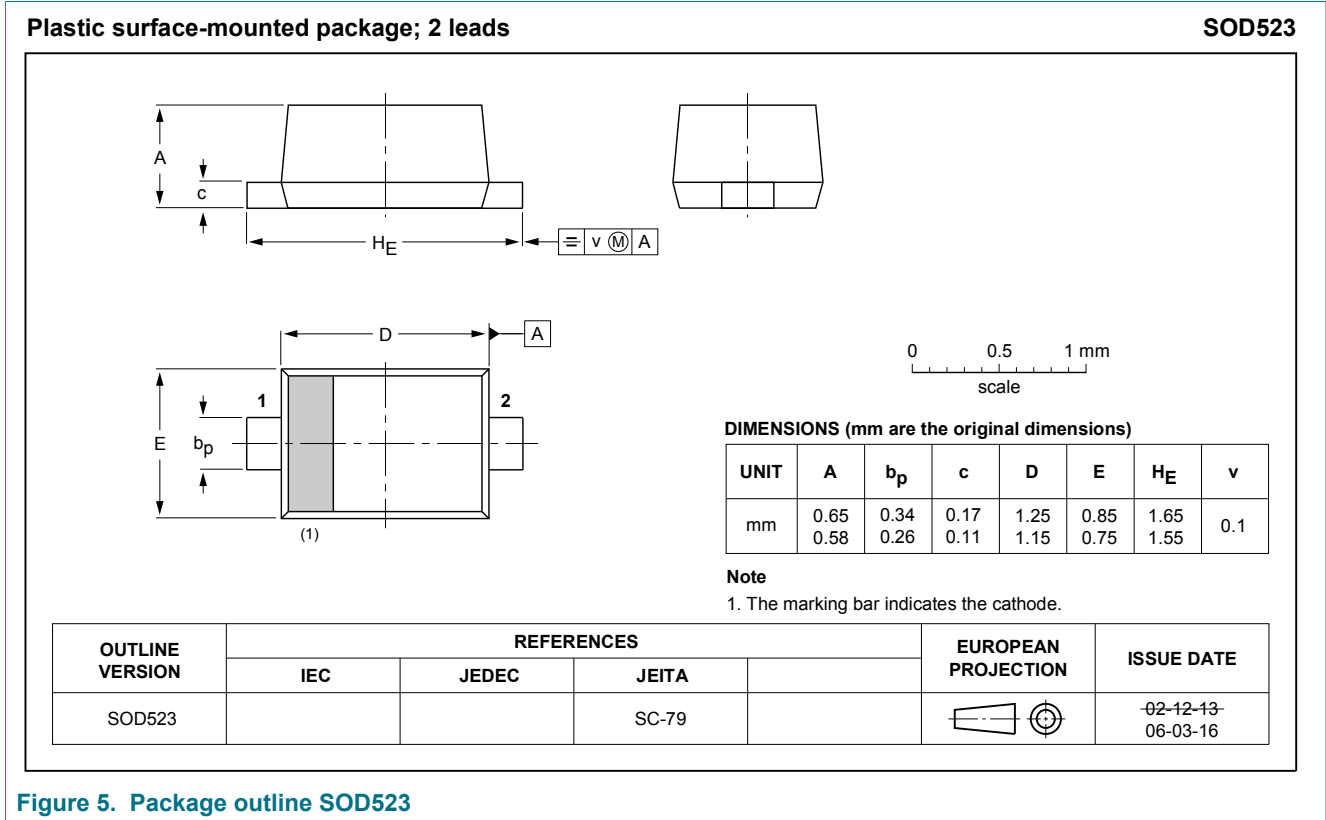 Plastic surface-mounted package; 2 leads SOD523
A
c
HE
v M A
D A
1 2
E bp
(1)
0 0.5 1 mm
scale
DIMENSIONS (mm are the original dimensions)
UNIT A bp c D E HE v
mm 0.65 0.34 0.17 1.25 0.85 1.65 0.1
0.58 0.26 0.11 1.15 0.75 1.55
Note
1. The marking bar indicates the cathode.
OUTLINE VERSION REFERENCES EUROPEAN PROJECTION ISSUE DATE
IEC JEDEC JEITA
SOD523 SC-79 02-12-13
06-03-16
Figure 5. Package outline SOD523